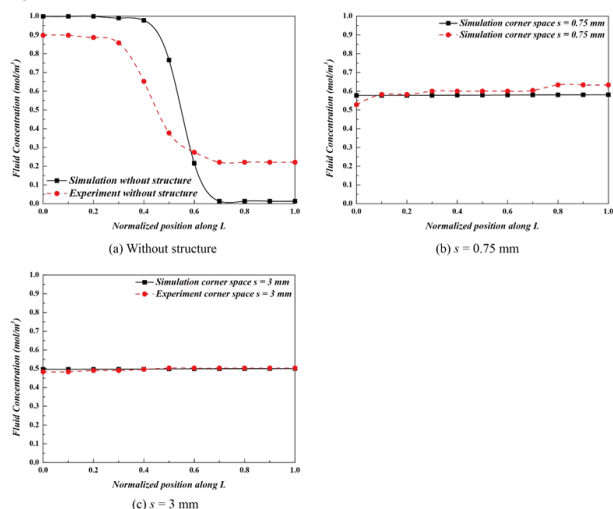 1.0
0.9
0.8
0.7
0.6
0.5
0.4
0.3
0.2
0.1
0.0
Fluid Concentration (mol/m³)
Simulation wthout structure
Experiment without structure
0.0 0.2 0.4 0.6 0.8 1.0
Normalized position along L
(a) Without structure
1.0
0.9
0.8
0.7
0.6
0.5
0.4
0.3
0.2
0.1
0.0
Fluid Concentration (mol/m³)
Simulation corner space s = 0.75 mm
Simulation corner space s = 0.75 mm
0.0 0.2 0.4 0.6 0.8 1.0
Normalized position along L
(b) s = 0.75 mm
1.0
0.9
0.8
0.7
0.6
0.5
0.4
0.3
0.2
0.1
0.0
Fluid Concentration (mol/m³)
Simulation corner space s = 3 mm
Experiment corner space s = 3 mm
0.0 0.2 0.4 0.6 0.8 1.0
Normalized position along L
(c) s = 3 mm